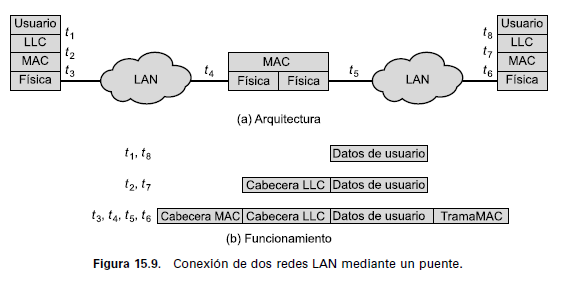 Usuario
LLC
MAC
Física
t1
t2
t3
LAN
t4
MAC
Física Física
t5
LAN
t8
t7
t6
Usuario
LLC
MAC
Física
(a) Arquitectura
t1, t8 Datos de usuario
t2, t7 Cabecera LLC Datos de usuario
t3, t4, t5, t6 Cabecera MAC Cabecera LLC Datos de usuario TramaMAC
(b) Funcionamiento
Figura 15.9. Conexión de dos redes LAN mediante un puente.